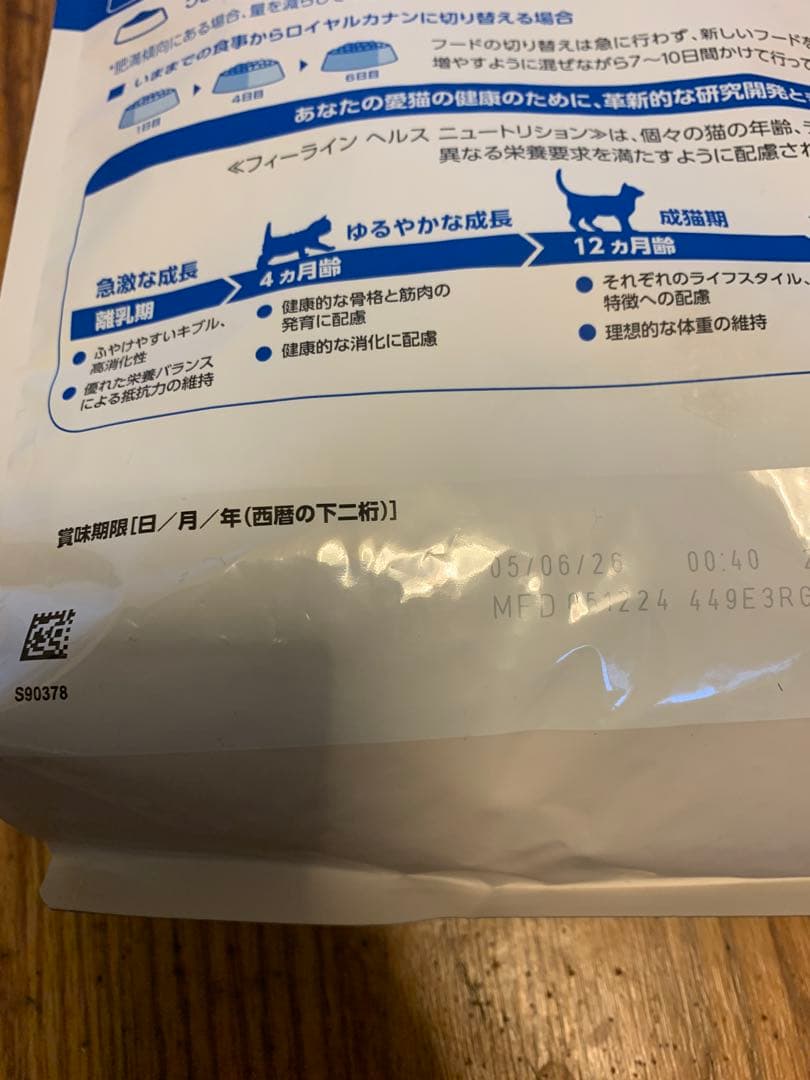 *肥満傾向にある場合、量を減らし
■ いままでの食事からロイヤルカナンに切り替える場合
フードの切り替えは急に行わず、新しいフードを
増やすように混ぜながら7〜10日間かけて行って
1日目
4日目
6日目
あなたの愛猫の健康のために、革新的な研究開発と
≪フィーライン ヘルス ニュートリション≫は、個々の猫の年齢、
異なる栄養要求を満たすように配慮され
急激な成長
ゆるやかな成長
成猫期
離乳期
4ヵ月齢
12ヵ月齢
● ふやけやすいキブル、
高消化性
● 優れた栄養バランス
による抵抗力の維持
● 健康的な骨格と筋肉の
発育に配慮
● 健康的な消化に配慮
● それぞれのライフスタイル、
特徴への配慮
● 理想的な体重の維持
賞味期限[日/月/年(西暦の下二桁)]
05/06/26 00:40
MFD 051224 449E3RG
S90378